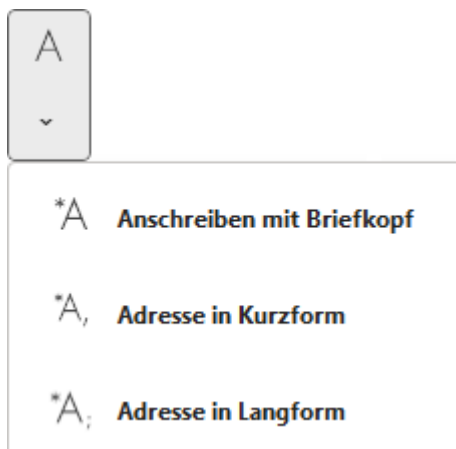 A
*A Anschreiben mit Briefkopf
*A, Adresse in Kurzform
*A; Adresse in Langform